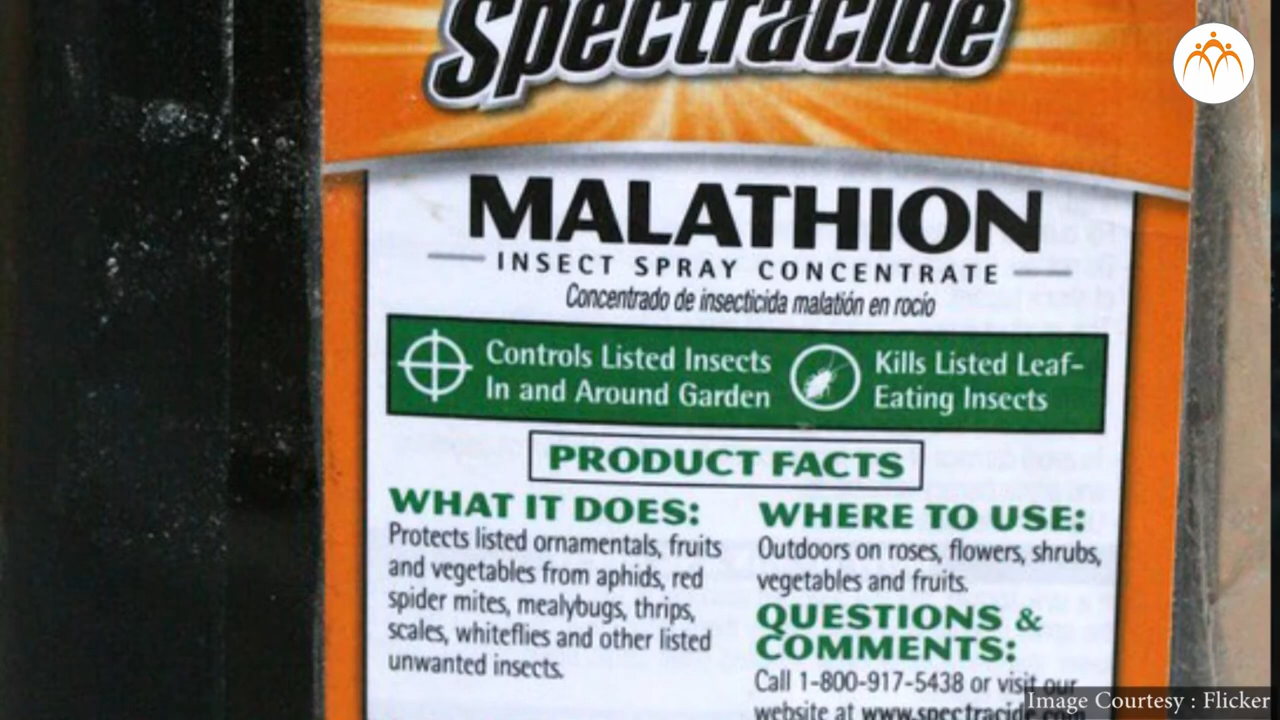 Spectracide
MALATHION
INSECT SPRAY CONCENTRATE
Concentrado de insecticida malatión en rocío
Controls Listed Insects
In and Around Garden
Kills Listed Leaf-
Eating Insects
PRODUCT FACTS
WHAT IT DOES:
Protects listed ornamentals, fruits
and vegetables from aphids, red
spider mites, mealybugs, thrips,
scales, whiteflies and other listed
unwanted insects.
WHERE TO USE:
Outdoors on roses, flowers, shrubs,
vegetables and fruits.
QUESTIONS &
COMMENTS:
Call 1-800-917-5438 or visit our
website at www.spectracide.com
Image Courtesy : Flicker